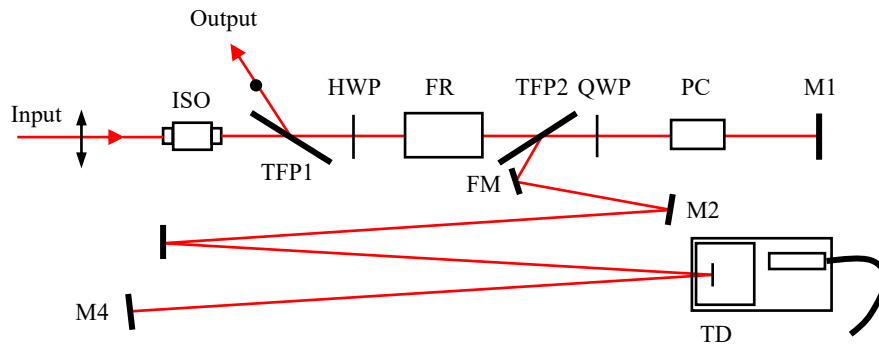 Output
HWP
FR
TFP2
QWP
PC
M1
ISO
Input
TFP1
FM
M2
M4
TD